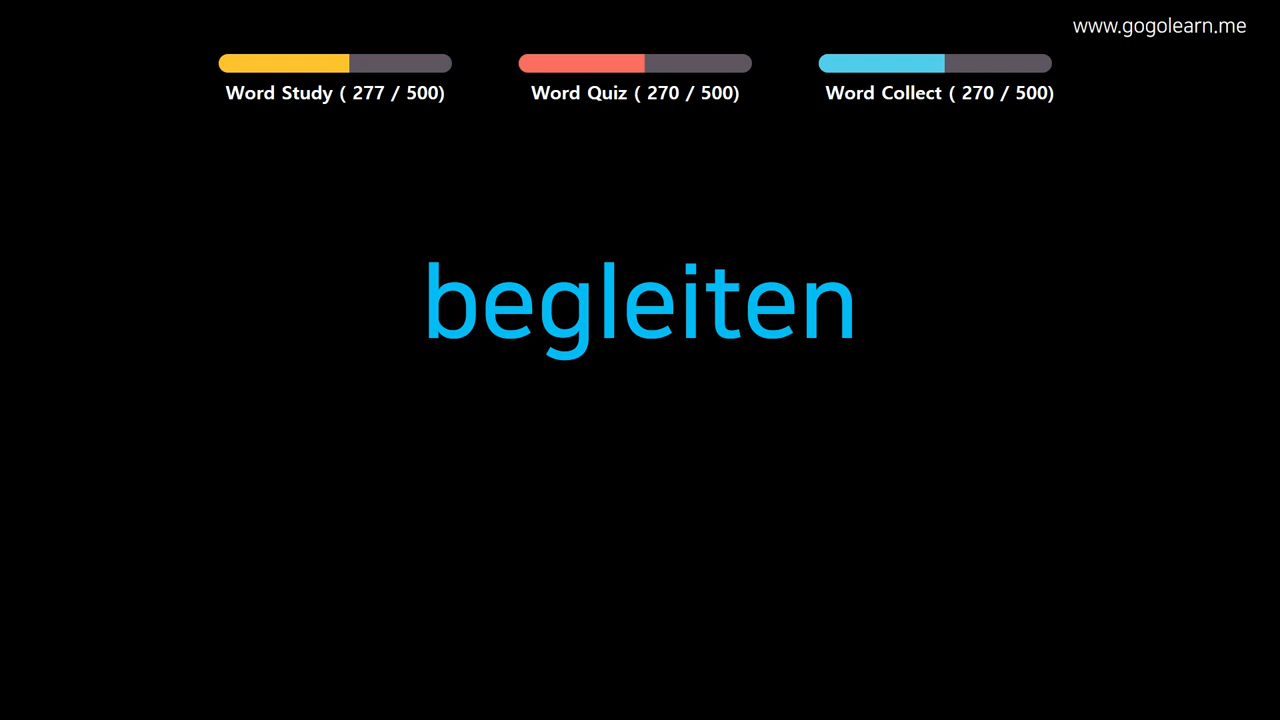 www.gogolearn.me
Word Study ( 277 / 500)
Word Quiz ( 270 / 500)
Word Collect ( 270 / 500)
begleiten